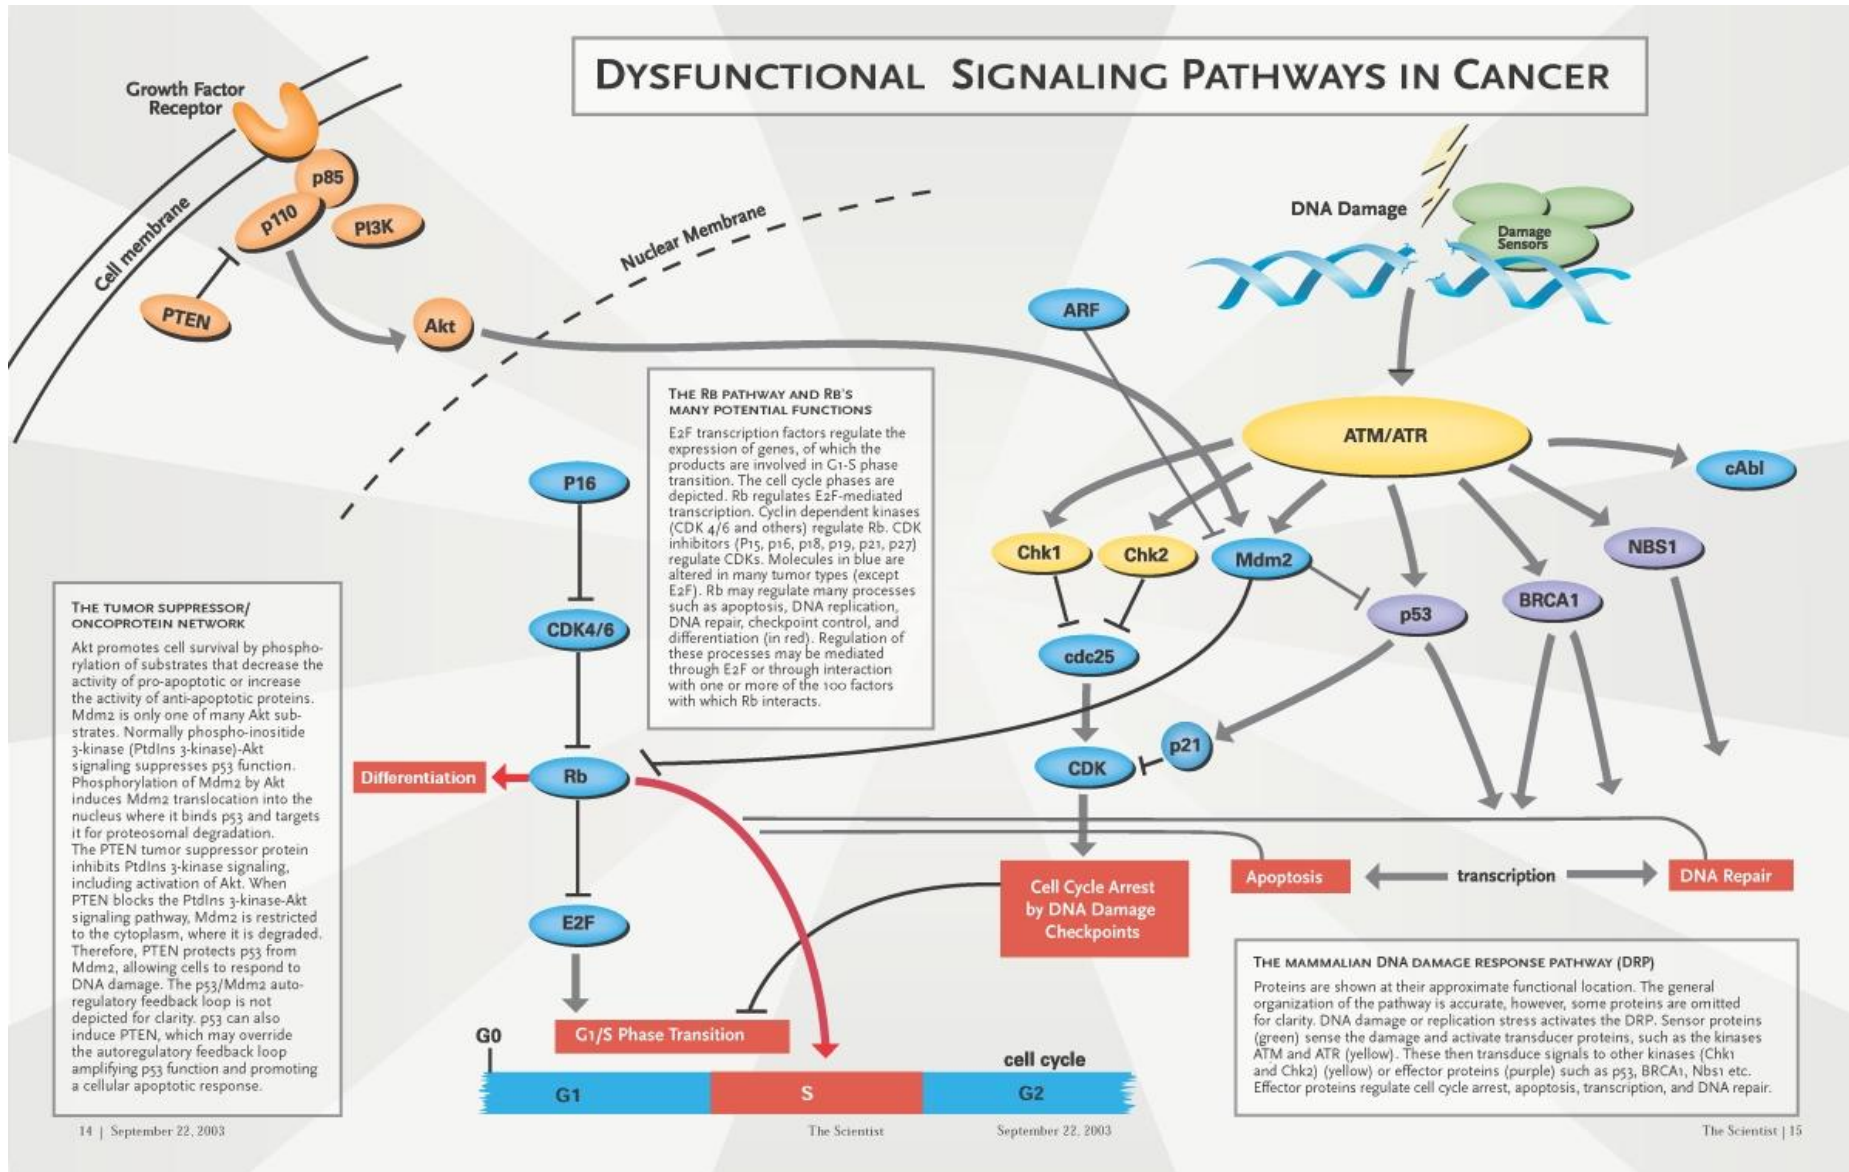 DYSFUNCTIONAL SIGNALING PATHWAYS IN CANCER
Growth Factor
Receptor
p85
p110
PI3K
Cell membrane
PTEN
Akt
Nuclear Membrane
DNA Damage
Damage
Sensors
ARF
ATM/ATR
cAbl
P16
Chk1
Chk2
Mdm2
NBS1
p53
BRCA1
CDK4/6
cdc25
p21
CDK
Rb
Differentiation
E2F
THE RB PATHWAY AND RB'S
MANY POTENTIAL FUNCTIONS
E2F transcription factors regulate the
expression of genes, of which the
products are involved in G1-S phase
transition. The cell cycle phases are
depicted. Rb regulates E2F-mediated
transcription. Cyclin dependent kinases
(CDK 4/6 and others) regulate Rb. CDK
inhibitors (P15, p16, p18, p19, p21, p27)
regulate CDKs. Molecules in blue are
altered in many tumor types (except
E2F). Rb may regulate many processes
such as apoptosis, DNA replication,
DNA repair, checkpoint control, and
differentiation (in red). Regulation of
these processes may be mediated
through E2F or through interaction
with one or more of the 100 factors
with which Rb interacts.
THE TUMOR SUPPRESSOR/
ONCOPROTEIN NETWORK
Akt promotes cell survival by phospho-
rylation of substrates that decrease the
activity of pro-apoptotic or increase
the activity of anti-apoptotic proteins.
Mdm2 is only one of many Akt sub-
strates. Normally phospho-inositide
3-kinase (PtdIns 3-kinase)-Akt
signaling suppresses p53 function.
Phosphorylation of Mdm2 by Akt
induces Mdm2 translocation into the
nucleus where it binds p53 and targets
it for proteosomal degradation.
The PTEN tumor suppressor protein
inhibits PtdIns 3-kinase signaling,
including activation of Akt. When
PTEN blocks the PtdIns 3-kinase-Akt
signaling pathway, Mdm2 is restricted
to the cytoplasm, where it is degraded.
Therefore, PTEN protects p53 from
Mdm2, allowing cells to respond to
DNA damage. The p53/Mdm2 auto-
regulatory feedback loop is not
depicted for clarity. p53 can also
induce PTEN, which may override
the autoregulatory feedback loop
amplifying p53 function and promoting
a cellular apoptotic response.
Cell Cycle Arrest
by DNA Damage
Checkpoints
Apoptosis
transcription
DNA Repair
THE MAMMALIAN DNA DAMAGE RESPONSE PATHWAY (DRP)
Proteins are shown at their approximate functional location. The general
organization of the pathway is accurate, however, some proteins are omitted
for clarity. DNA damage or replication stress activates the DRP. Sensor proteins
(green) sense the damage and activate transducer proteins, such as the kinases
ATM and ATR (yellow). These then transduce signals to other kinases (Chk1
and Chk2) (yellow) or effector proteins (purple) such as p53, BRCA1, Nbs1 etc.
Effector proteins regulate cell cycle arrest, apoptosis, transcription, and DNA repair.
G0
G1/S Phase Transition
cell cycle
G1
S
G2
14 | September 22, 2003
The Scientist
September 22, 2003
The Scientist | 15